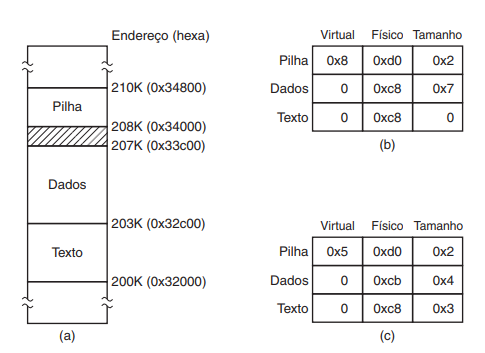 Endereço (hexa)
210K (0x34800)
Pilha
208K (0x34000)
207K (0x33c00)
Dados
203K (0x32c00)
Texto
200K (0x32000)
(a)
Virtual Físico Tamanho
Pilha 0x8 0xd0 0x2
Dados 0 0xc8 0x7
Texto 0 0xc8 0
(b)
Virtual Físico Tamanho
Pilha 0x5 0xd0 0x2
Dados 0 0xcb 0x4
Texto 0 0xc8 0x3
(c)